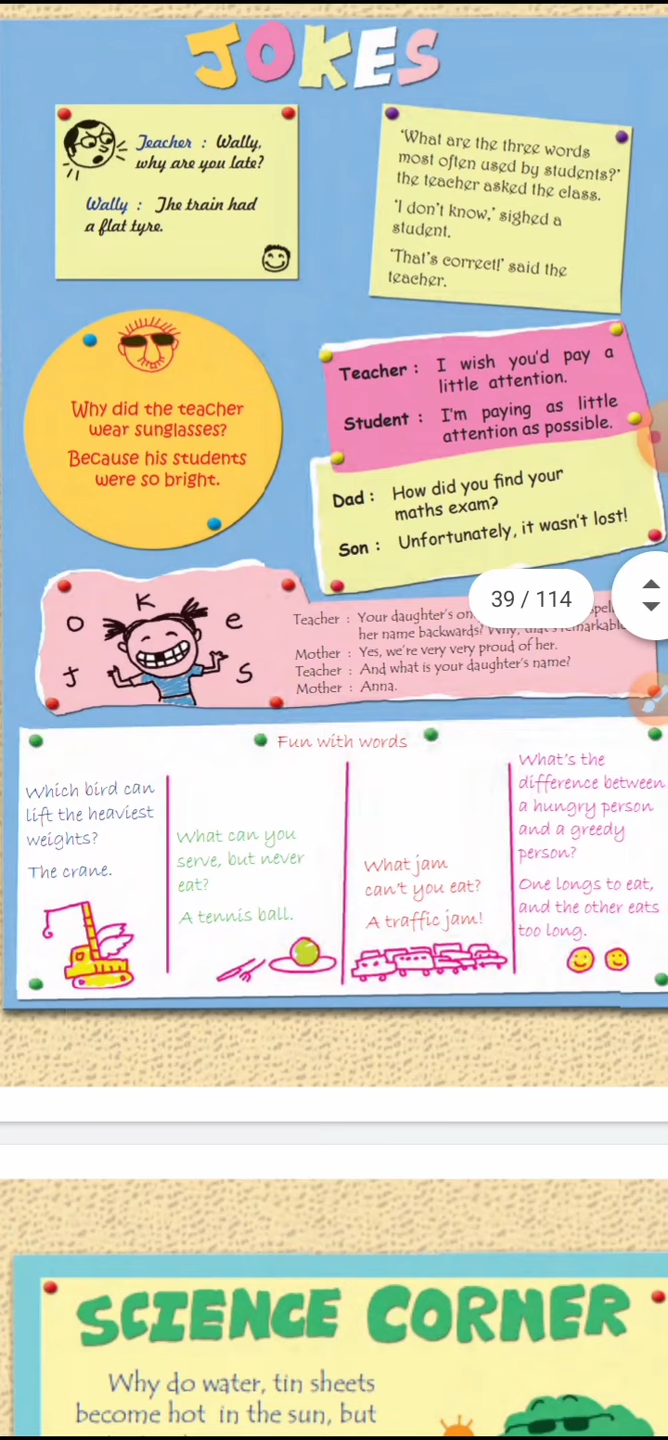 JOKES
Teacher : Wally,
why are you late?
Wally : The train had
a flat tyre.
'What are the three words
most often used by students?'
the teacher asked the class.
'I don't know,' sighed a
student.
'That's correct!' said the
teacher.
Why did the teacher
wear sunglasses?
Because his students
were so bright.
Teacher : I wish you'd pay a
little attention.
Student : I'm paying as little
attention as possible.
Dad : How did you find your
maths exam?
Son : Unfortunately, it wasn't lost!
J O K e S
39 / 114
Teacher : Your daughter's
her name backwards? Why, that's
Mother : Yes, we're very very proud of her.
Teacher : And what is your daughter's name?
Mother : Anna.
Fun with words
Which bird can
lift the heaviest
weights?
The crane.
What can you
serve, but never
eat?
A tennis ball.
What jam
can't you eat?
A traffic jam!
What's the
difference between
a hungry person
and a greedy
person?
One longs to eat,
and the other eats
too long.
SCIENCE CORNER
Why do water, tin sheets
become hot in the sun, but